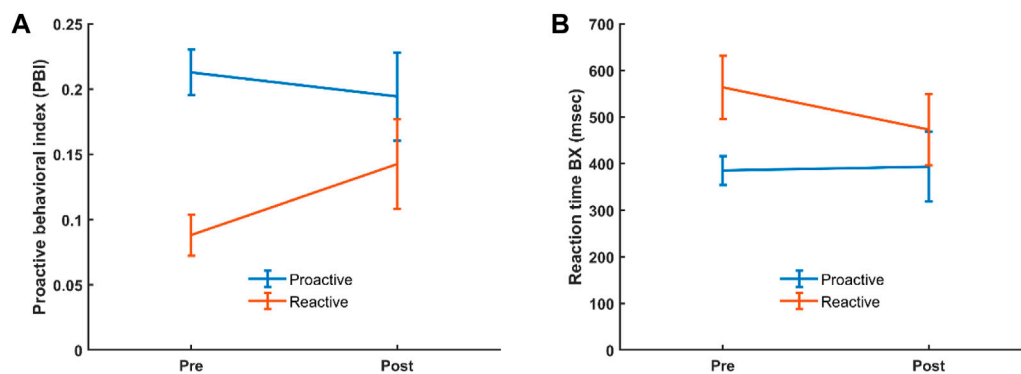 A
Proactive behavioral index (PBI)
0.25
0.2
0.15
0.1
0.05
0
Proactive
Reactive
Pre
Post
B
Reaction time BX (msec)
700
600
500
400
300
200
100
0
Proactive
Reactive
Pre
Post